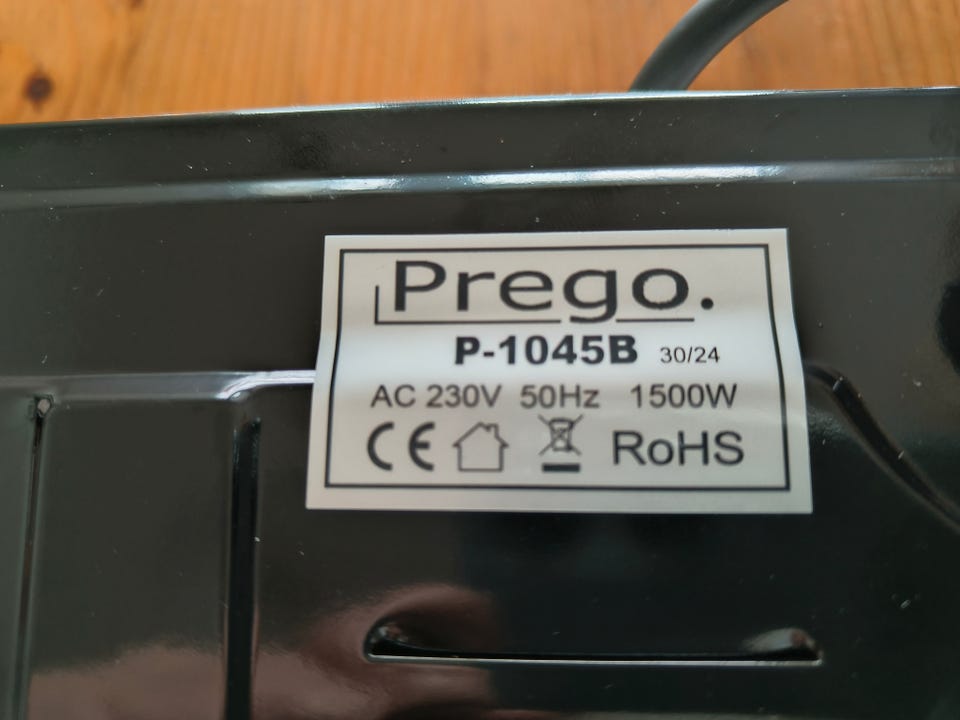 Prego.
P-1045B 30/24
AC 230V 50Hz 1500W
CE RoHS